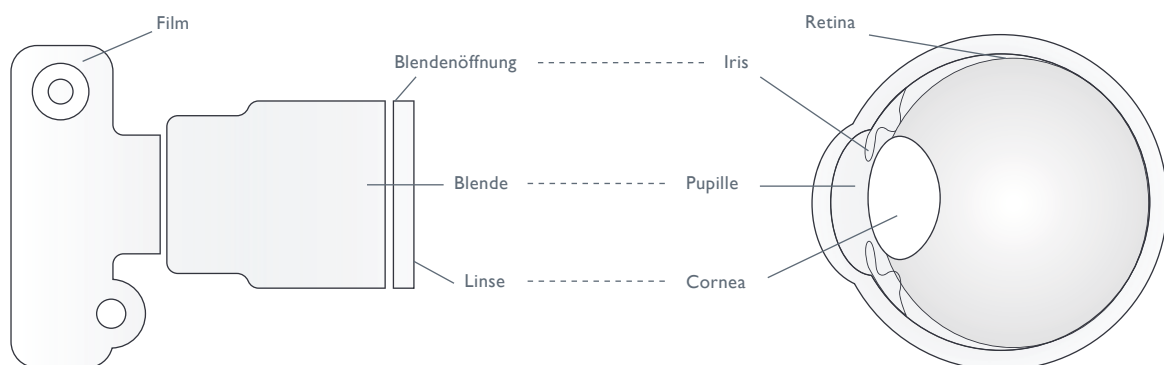 Film
Retina
Blendenöffnung
Iris
Blende
Pupille
Linse
Cornea